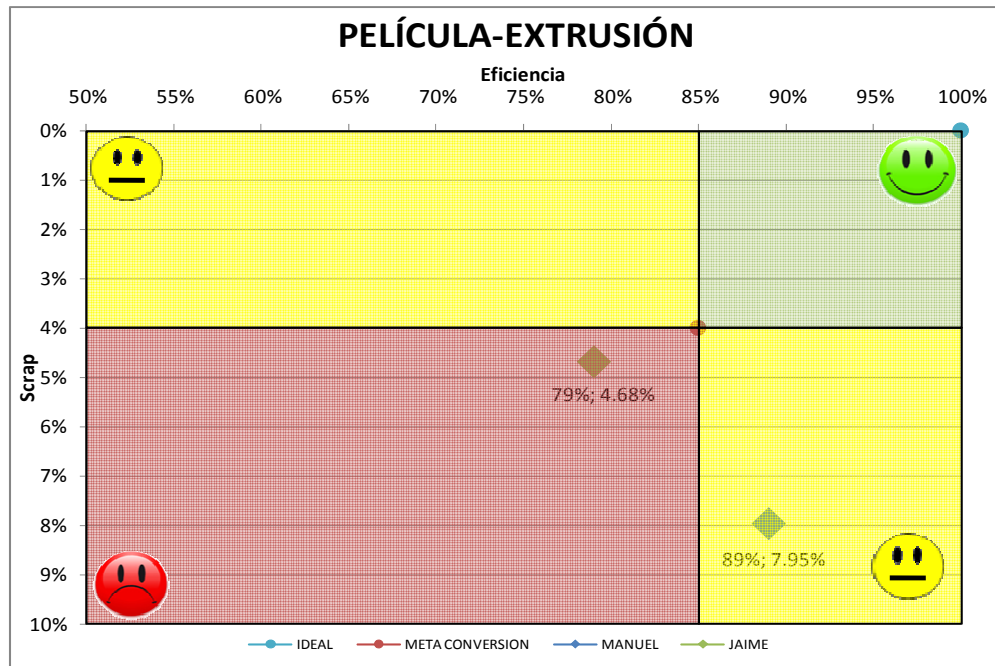 PELÍCULA-EXTRUSIÓN
Eficiencia
50% 55% 60% 65% 70% 75% 80% 85% 90% 95% 100%
0%
1%
2%
3%
4%
Scrap
5%
79%; 4.68%
6%
7%
8%
89%; 7.95%
9%
10%
IDEAL META CONVERSION MANUEL JAIME